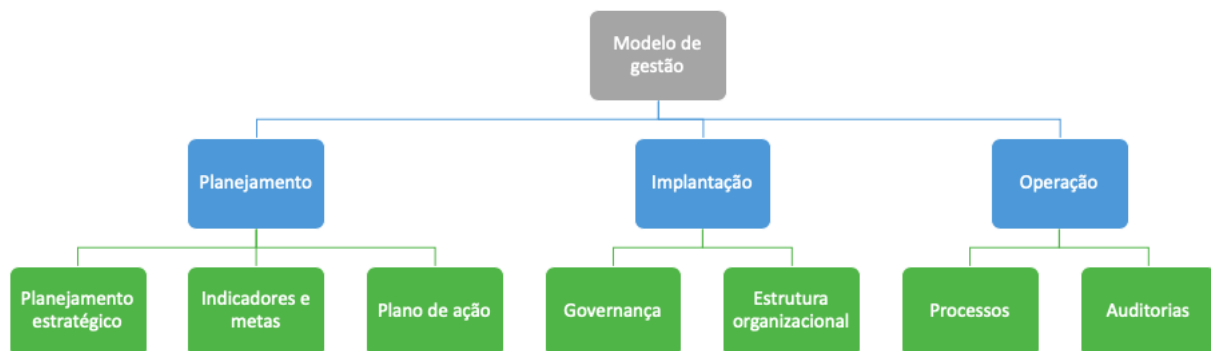 Modelo de
gestão
Planejamento
Implantação
Operação
Planejamento
estratégico
Indicadores e
metas
Plano de ação
Governança
Estrutura
organizacional
Processos
Auditorias